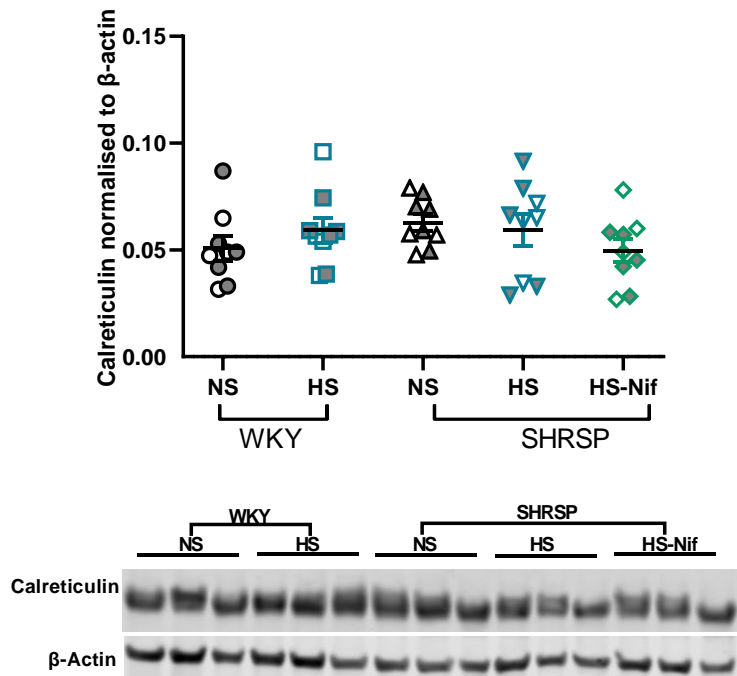 Calreticulin normalised to β-actin
0.15
0.10
0.05
0.00
NS HS NS HS HS-Nif
WKY SHRSP
WKY SHRSP
NS HS NS HS HS-Nif
Calreticulin
β-Actin